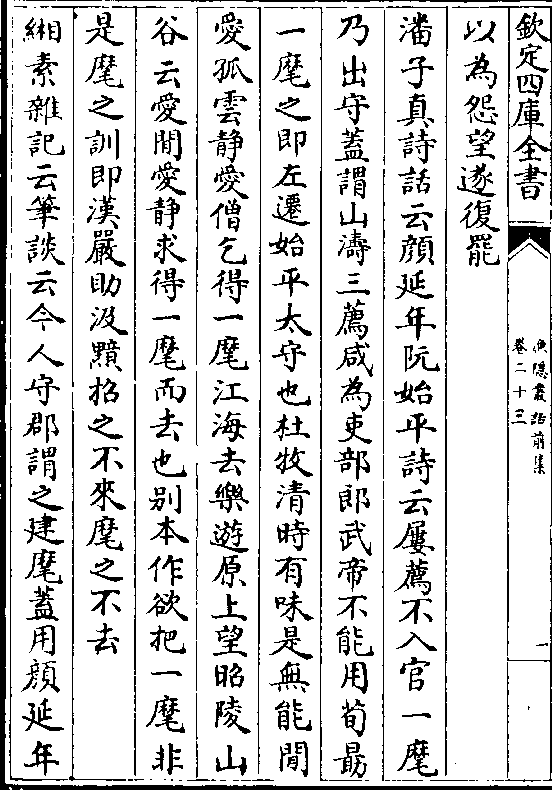 欽定四庫全書
漁隱叢話前集
卷二十三
一
以為怨望遂復罷
潘子真詩話云顔延年阮始平詩云屢薦不入官一麾
乃出守葢謂山濤三薦咸為吏部郎武帝不能用荀朂
一麾之即左遷始平太守也杜牧清時有味是無能閒
愛孤雲静愛僧乞得一麾江海去樂遊原上望昭陵山
谷云愛閒愛静求得一麾而去也别本作欲把一麾非
是麾之訓即漢嚴助汲黯招之不來麾之不去
緗素雜記云筆談云今人守郡謂之建麾葢用顔延年